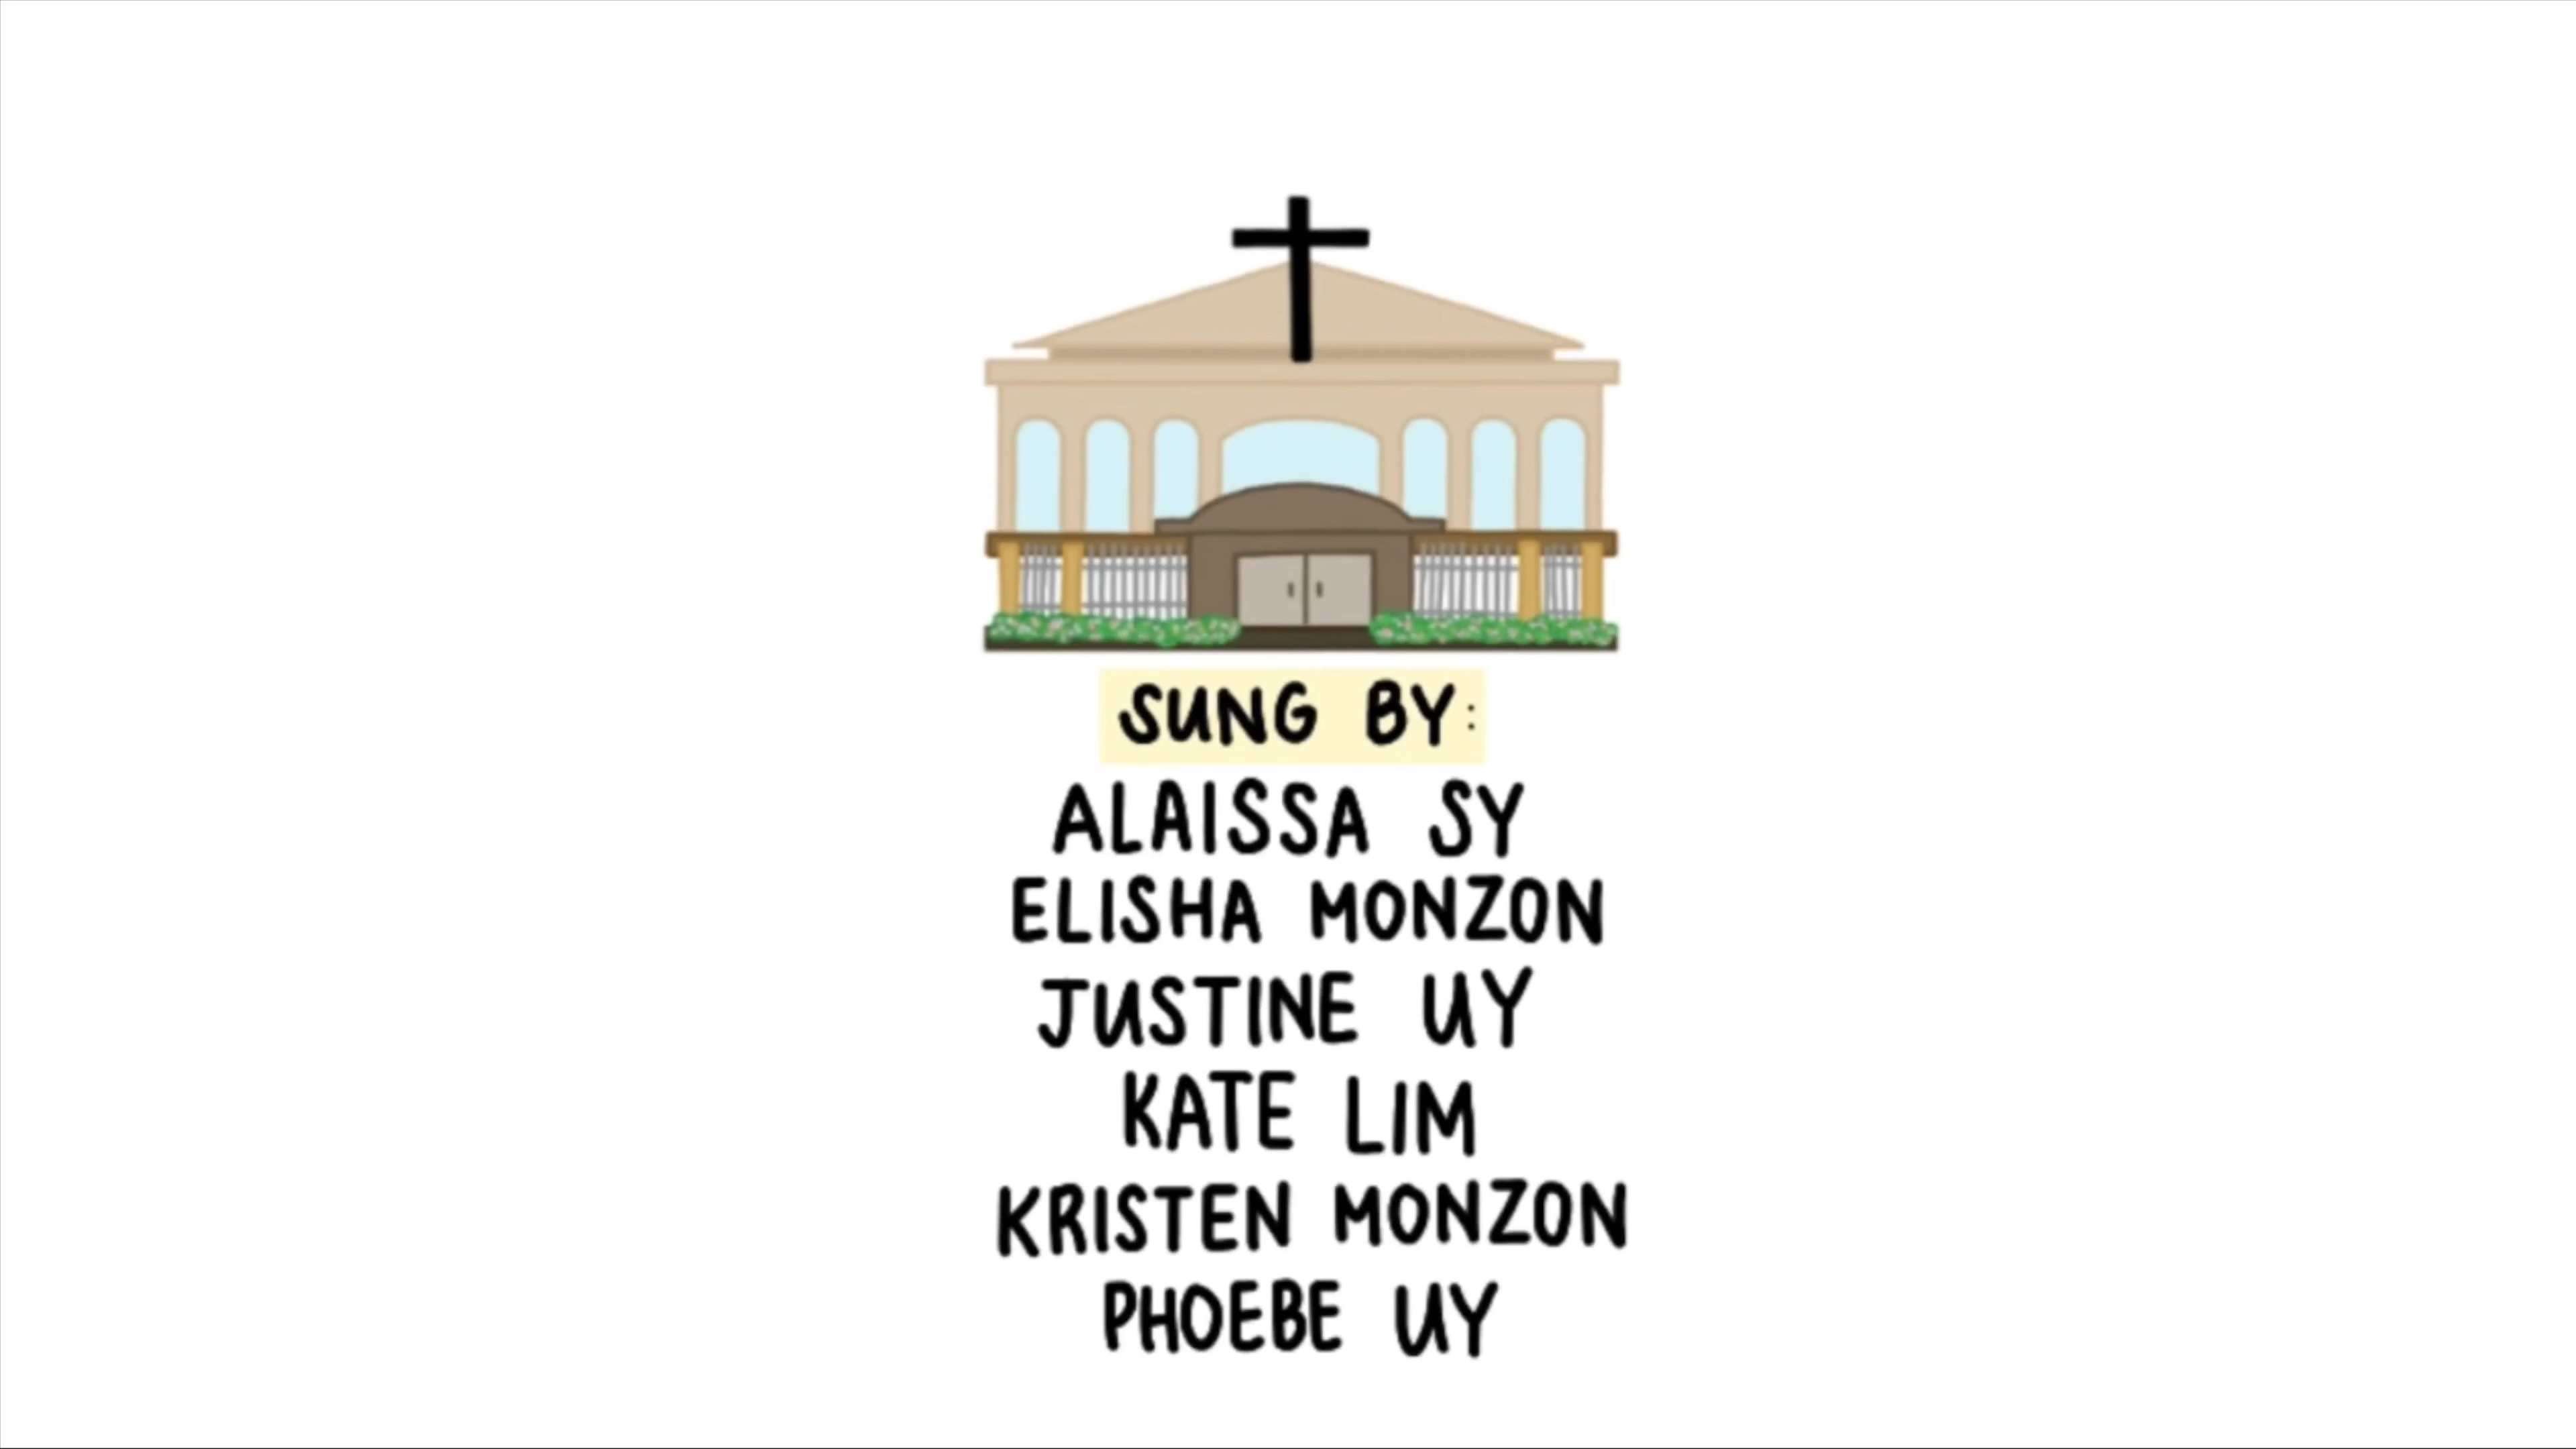 SUNG BY:
ALAISSA SY
ELISHA MONZON
JUSTINE UY
KATE LIM
KRISTEN MONZON
PHOEBE UY